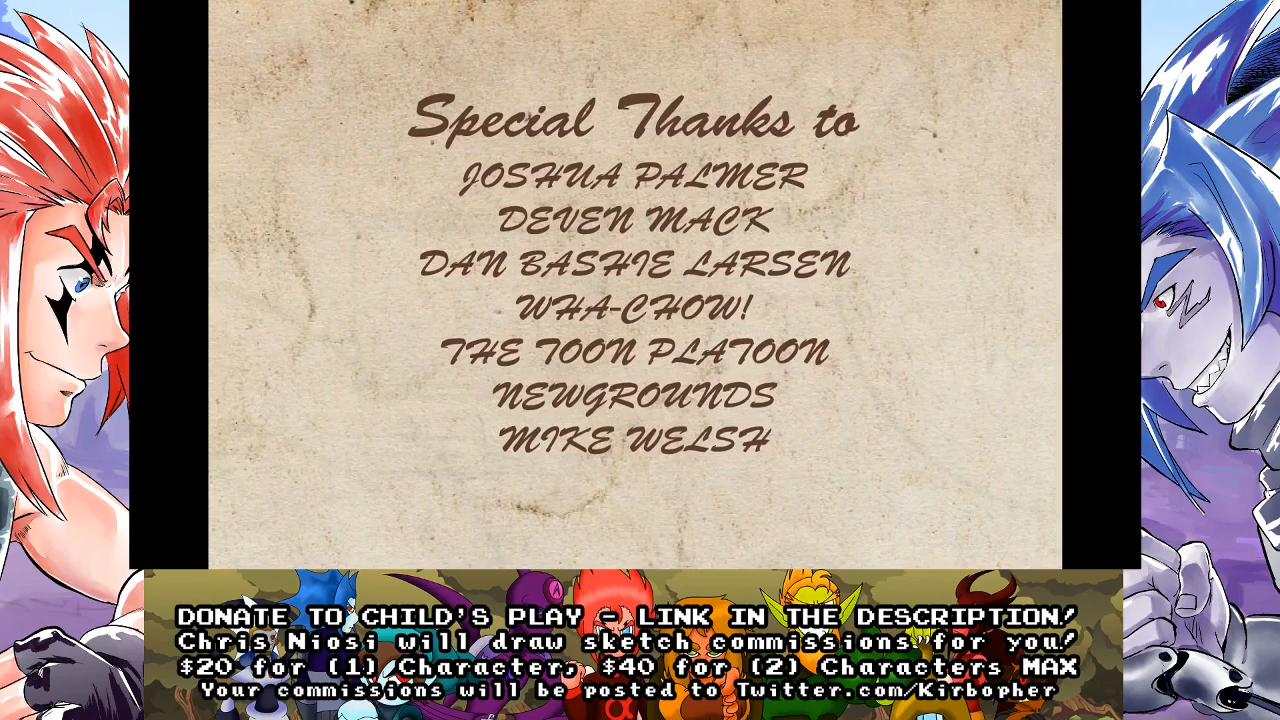 Special Thanks to
JOSHUA PALMER
DEVEN MACK
DAN BASHIE LARSEN
WHA-CHOW!
THE TOON PLATOON
NEWGROUNDS
MIKE WELSH
DONATE TO CHILD'S PLAY - LINK IN THE DESCRIPTION!
Chris Niosi will draw sketch commissions for you!
$20 for (1) Character, $40 for (2) Characters MAX
Your commissions will be posted to Twitter.com/Kirbopher